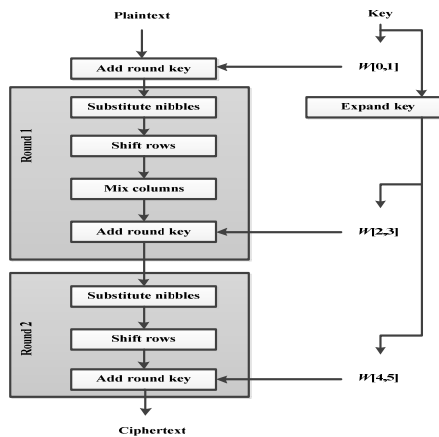 Plaintext
Key
Add round key
W[0,1]
Round 1
Substitute nibbles
Expand key
Shift rows
Mix columns
Add round key
W[2,3]
Round 2
Substitute nibbles
Shift rows
Add round key
W[4,5]
Ciphertext